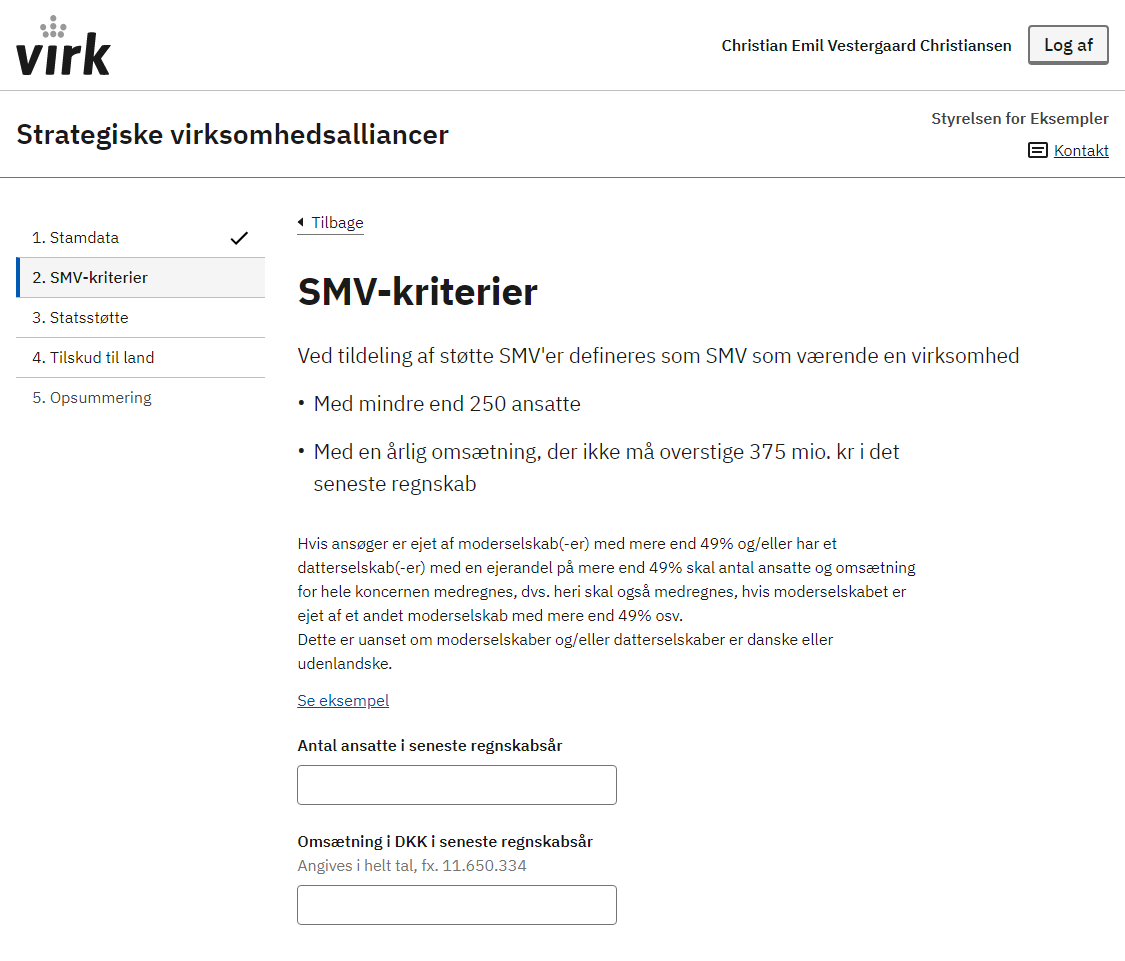 virk
Christian Emil Vestergaard Christiansen
Log af
Strategiske virksomhedsalliancer
Styrelsen for Eksempler
Kontakt
1. Stamdata
2. SMV-kriterier
3. Statsstøtte
4. Tilskud til land
5. Opsummering
Tilbage
SMV-kriterier
Ved tildeling af støtte SMV'er defineres som SMV som værende en virksomhed
• Med mindre end 250 ansatte
• Med en årlig omsætning, der ikke må overstige 375 mio. kr i det
seneste regnskab
Hvis ansøger er ejet af moderselskab(-er) med mere end 49% og/eller har et
datterselskab(-er) med en ejerandel på mere end 49% skal antal ansatte og omsætning
for hele koncernen medregnes, dvs. heri skal også medregnes, hvis moderselskabet er
ejet af et andet moderselskab med mere end 49% osv.
Dette er uanset om moderselskaber og/eller datterselskaber er danske eller
udenlandske.
Se eksempel
Antal ansatte i seneste regnskabsår
Omsætning i DKK i seneste regnskabsår
Angives i helt tal, fx. 11.650.334